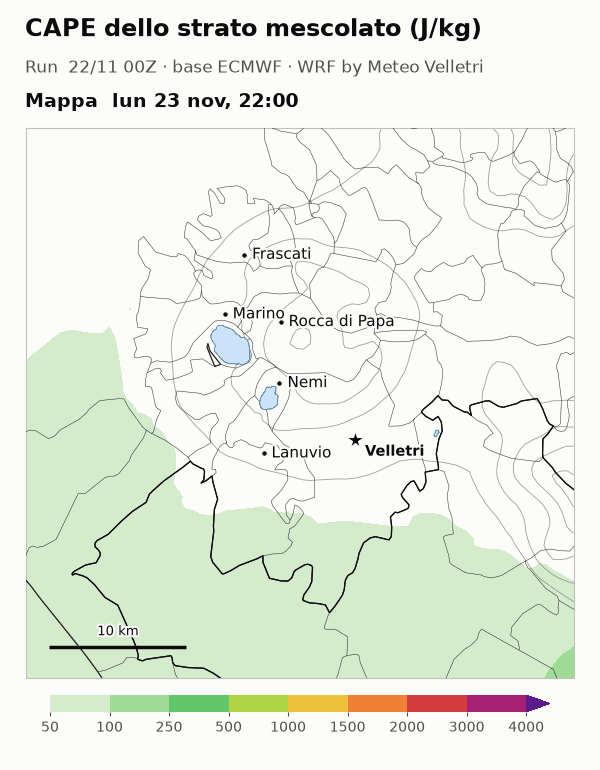 CAPE dello strato mescolato (J/kg)
Run  22/11 00Z · base ECMWF · WRF by Meteo Velletri
Mappa  lun 23 nov, 22:00
Frascati
Marino
Rocca di Papa
Nemi
Velletri
Lanuvio
10 km
50 100 250 500 1000 1500 2000 3000 4000